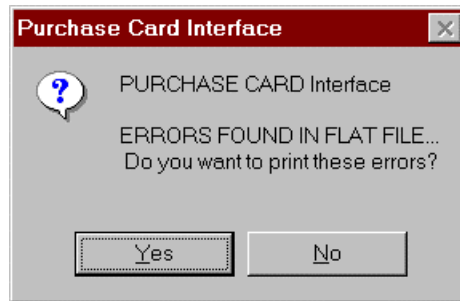 Purchase Card Interface
PURCHASE CARD Interface
ERRORS FOUND IN FLAT FILE...
Do you want to print these errors?
Yes
No